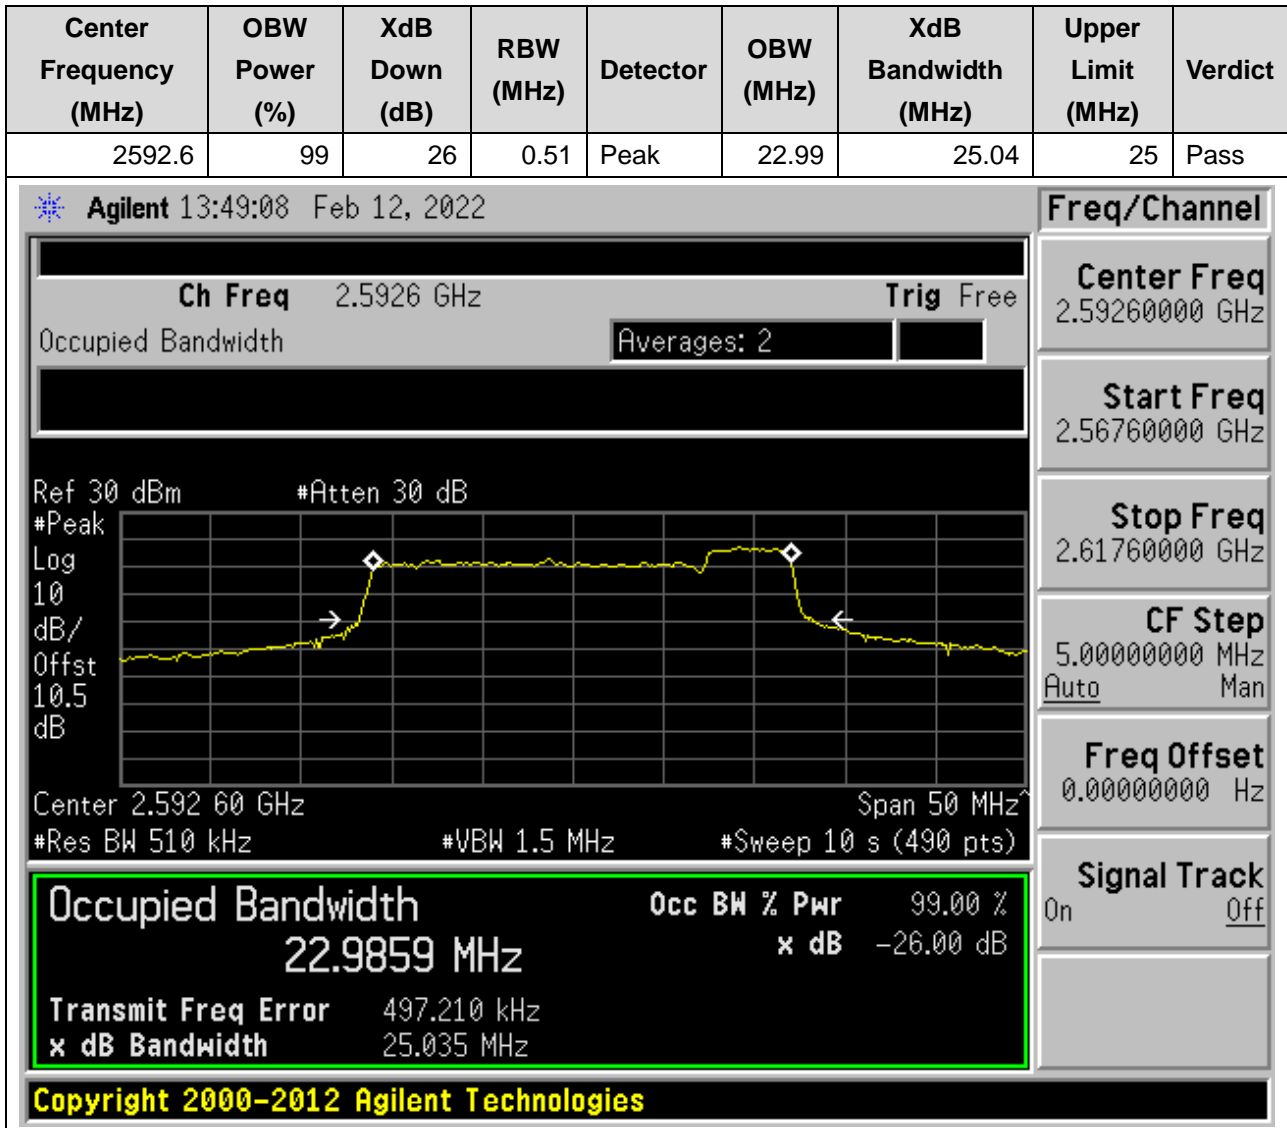 Center Frequency (MHz) OBW Power (%) XdB Down (dB) RBW (MHz) Detector OBW (MHz) XdB Bandwidth (MHz) Upper Limit (MHz) Verdict
2592.6 99 26 0.51 Peak 22.99 25.04 25 Pass
Agilent 13:49:08 Feb 12, 2022
Freq/Channel
Ch Freq 2.5926 GHz Trig Free
Occupied Bandwidth Averages: 2
Ref 30 dBm #Atten 30 dB
#Peak
Log
10
dB/
Offst
10.5
dB
Center 2.592 60 GHz Span 50 MHz^
#Res BW 510 kHz #VBW 1.5 MHz #Sweep 10 s (490 pts)
Occupied Bandwidth Occ BW % Pwr 99.00 %
22.9859 MHz x dB -26.00 dB
Transmit Freq Error 497.210 kHz
x dB Bandwidth 25.035 MHz
Center Freq
2.59260000 GHz
Start Freq
2.56760000 GHz
Stop Freq
2.61760000 GHz
CF Step
5.00000000 MHz
Auto Man
Freq Offset
0.00000000 Hz
Signal Track
On Off
Copyright 2000-2012 Agilent Technologies